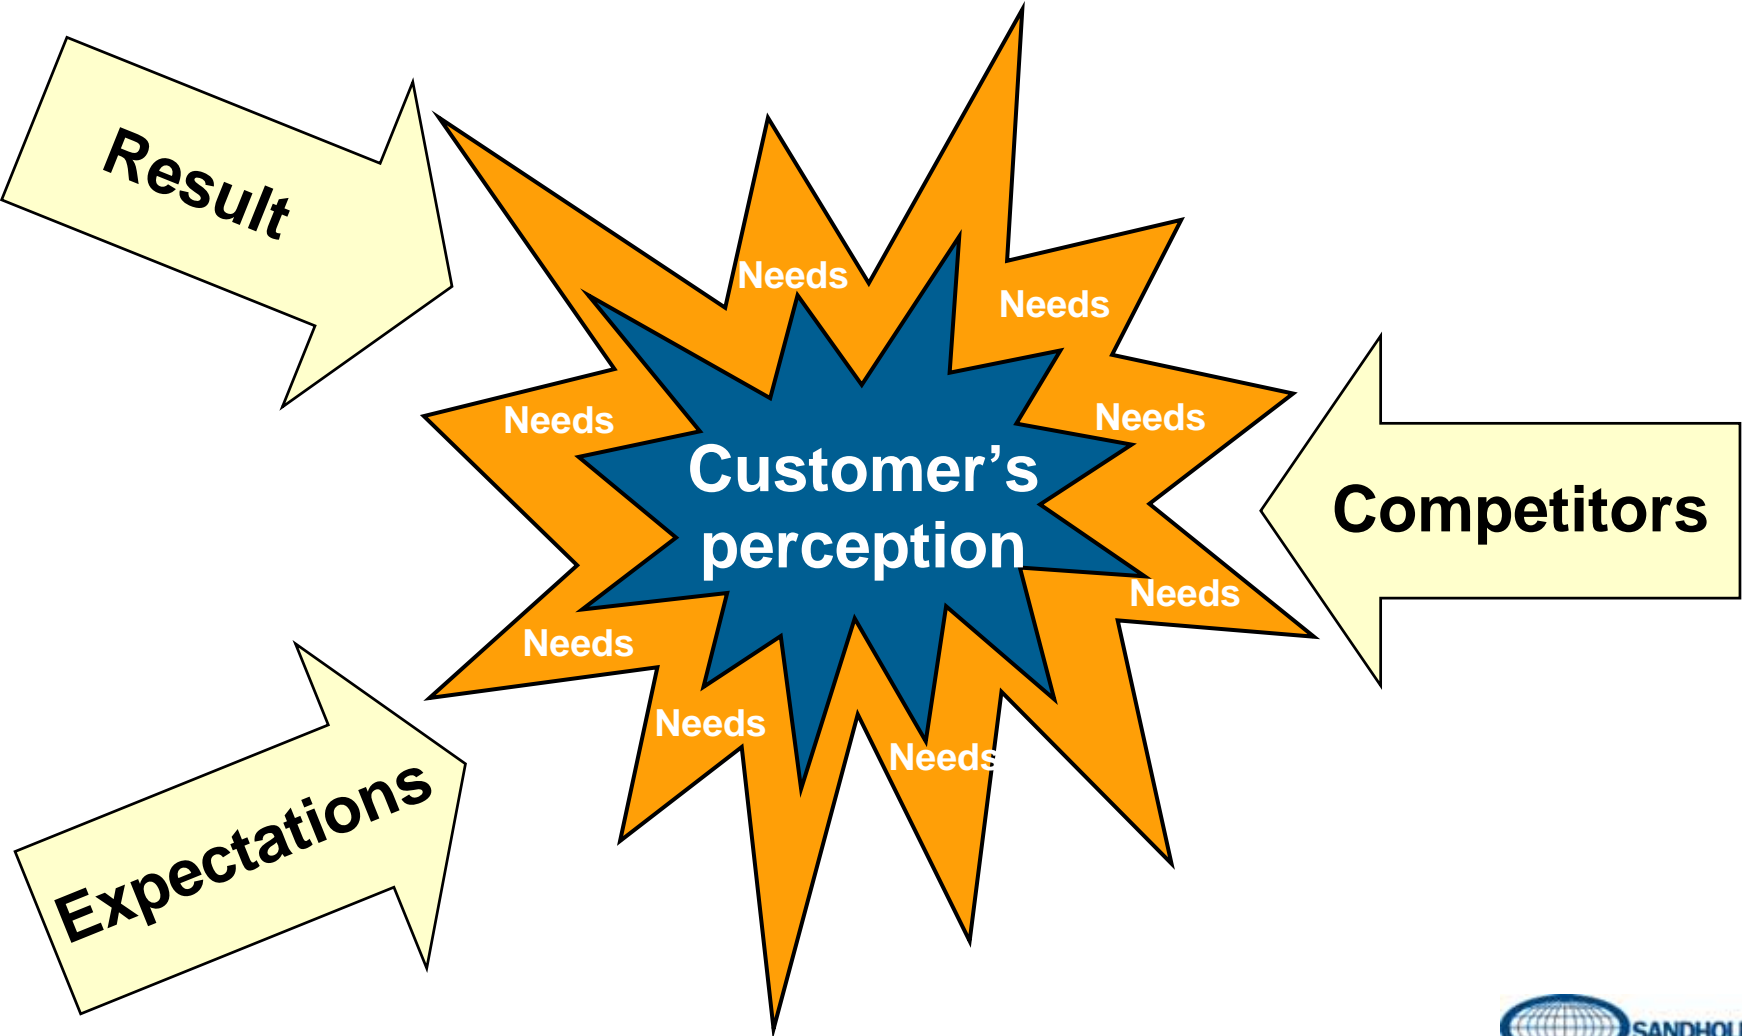 Result
Needs
Needs
Needs
Needs
Customer’s
perception
Competitors
Needs
Needs
Needs
Needs
Expectations